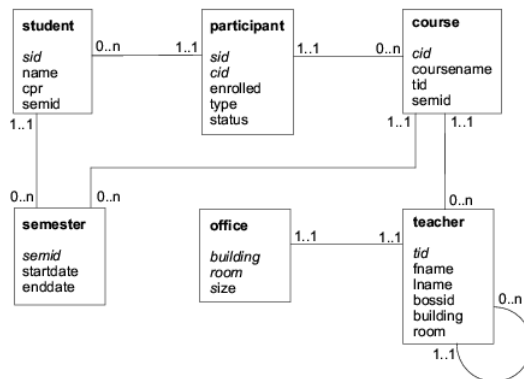 student
sid
name
cpr
semid
0..n
1..1
participant
sid
cid
enrolled
type
status
1..1
0..n
course
cid
coursename
tid
semid
1..1
1..1
1..1
0..n
0..n
semester
semid
startdate
enddate
office
building
room
size
1..1
1..1
0..n
teacher
tid
fname
lname
bossid
building
room
0..n
1..1